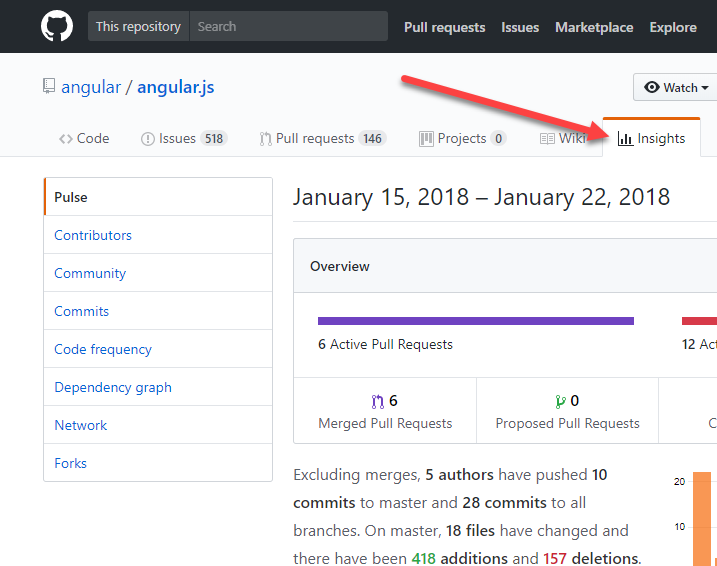 This repository Search Pull requests Issues Marketplace Explore
angular / angular.js
Watch
Code Issues 518 Pull requests 146 Projects 0 Wiki Insights
Pulse
Contributors
Community
Commits
Code frequency
Dependency graph
Network
Forks
January 15, 2018 – January 22, 2018
Overview
6 Active Pull Requests
12 Act
6
Merged Pull Requests
0
Proposed Pull Requests
C
Excluding merges, 5 authors have pushed 10
commits to master and 28 commits to all
branches. On master, 18 files have changed and
there have been 418 additions and 157 deletions.
20
10